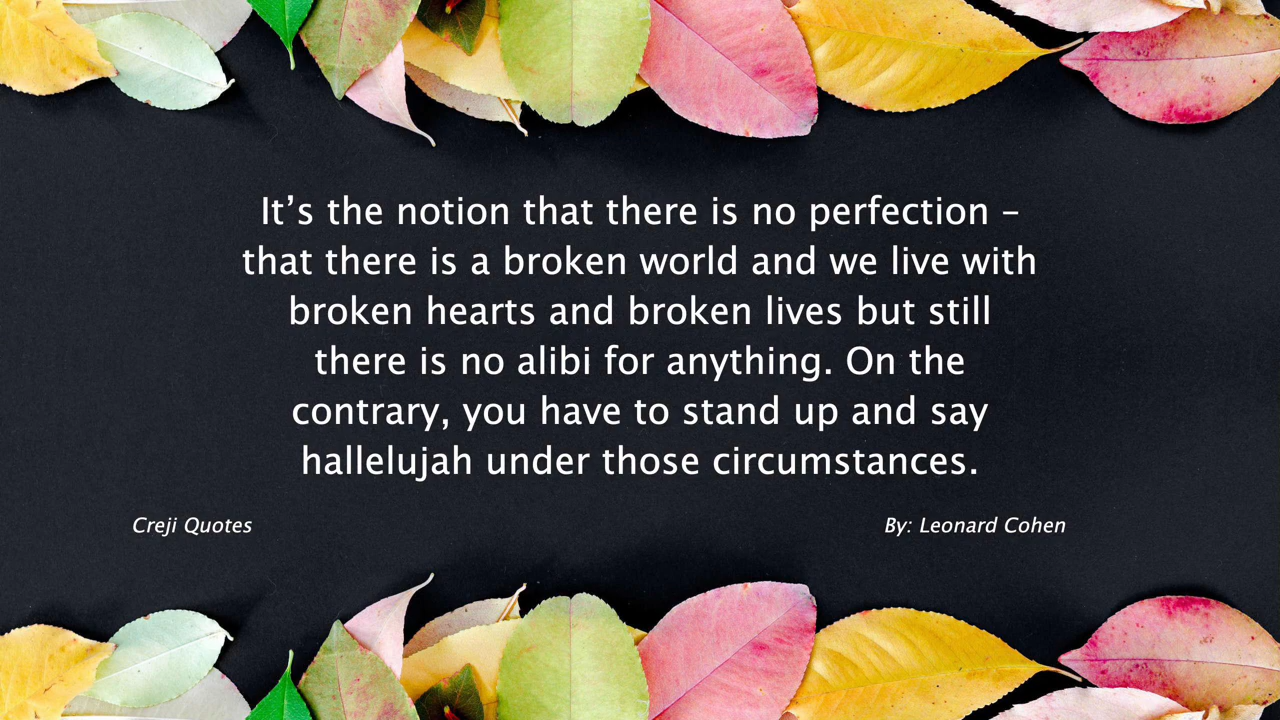 It’s the notion that there is no perfection –
that there is a broken world and we live with
broken hearts and broken lives but still
there is no alibi for anything. On the
contrary, you have to stand up and say
hallelujah under those circumstances.
Creji Quotes
By: Leonard Cohen